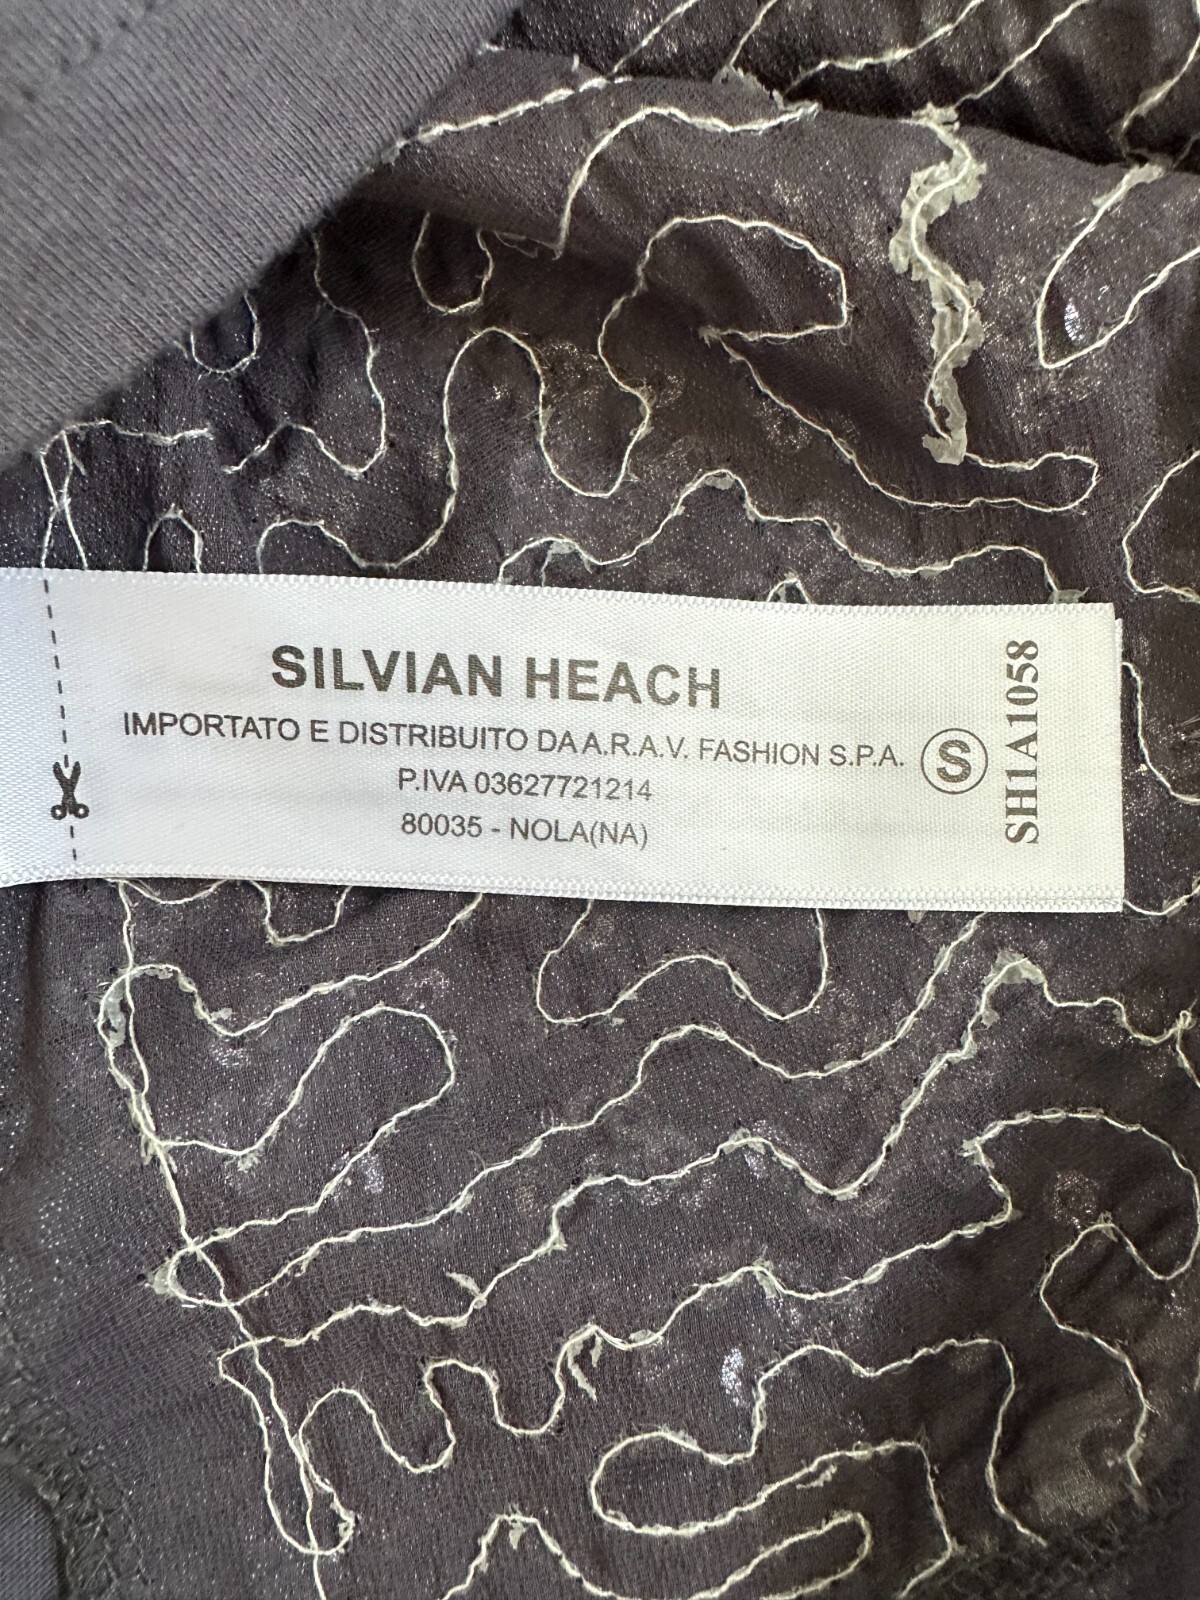 SILVIAN HEACH
IMPORTATO E DISTRIBUITO DA A.R.A.V. FASHION S.P.A.
P.IVA 03627721214
80035 - NOLA(NA)
S
SH1A1058